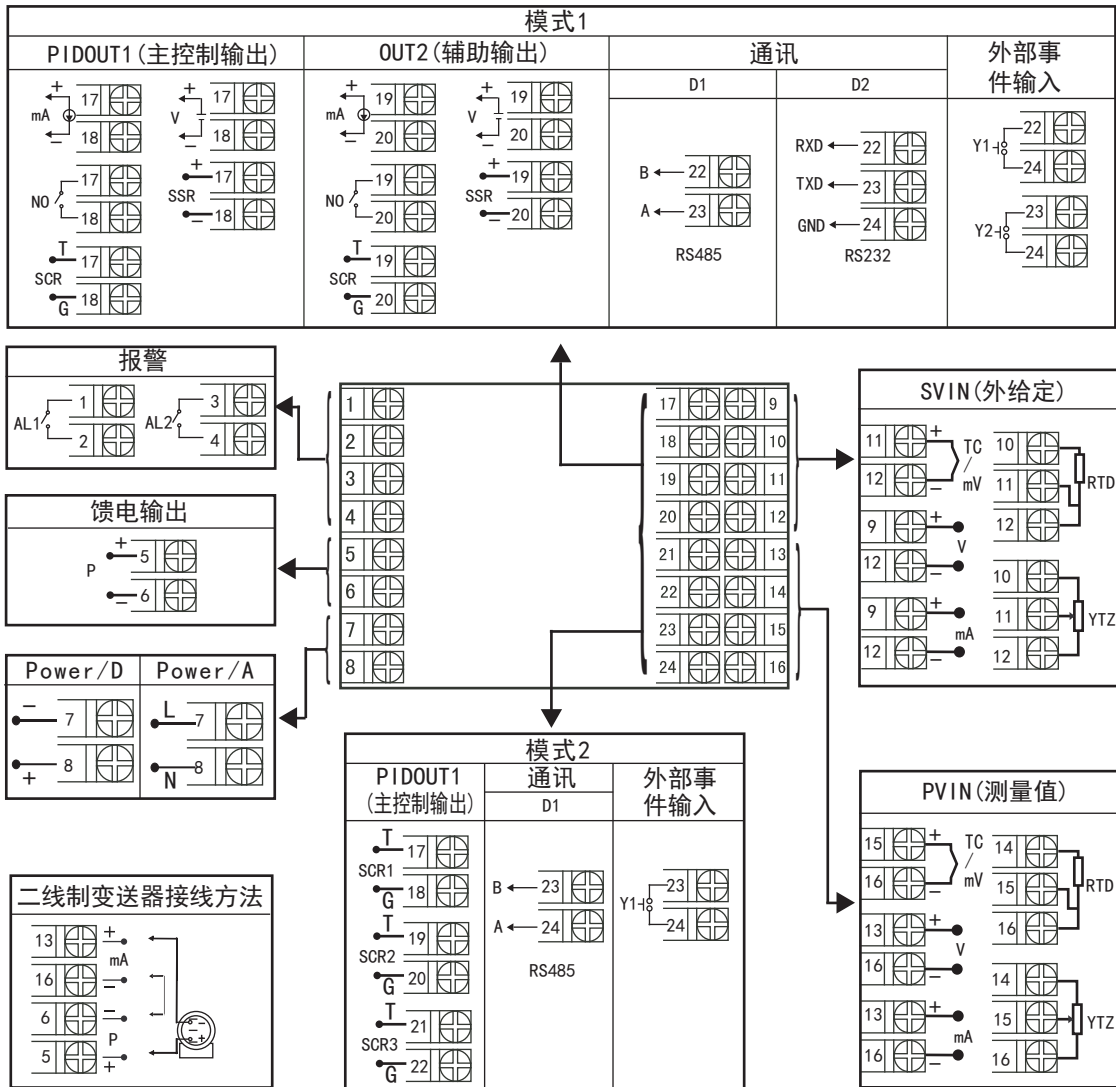 模式1
PIDOUT1(主控制输出)
OUT2(辅助输出)
通讯
外部事
件输入
D1
D2
+ 17
mA
− 18
+ 17
V
− 18
17
NO
18
+ 17
SSR
− 18
T 17
SCR
G 18
+ 19
mA
− 20
+ 19
V
− 20
19
NO
20
+ 19
SSR
− 20
T 19
SCR
G 20
B 22
A 23
RS485
RXD 22
TXD 23
GND 24
RS232
22
Y1
24
23
Y2
24
报警
1
AL1
2
3
AL2
4
馈电输出
+ 5
P
− 6
Power/D
Power/A
− 7
+ 8
L 7
N 8
1
2
3
4
5
6
7
8
17 9
18 10
19 11
20 12
21 13
22 14
23 15
24 16
SVIN(外给定)
11 +
TC
/
mV
12 −
10
11
RTD
12
9 +
V
12 −
9 +
mA
12 −
10
11
YTZ
12
模式2
PIDOUT1
(主控制输出)
通讯
D1
外部事
件输入
T 17
SCR1
G 18
T 19
SCR2
G 20
T 21
SCR3
G 22
B 23
A 24
RS485
23
Y1
24
PVIN(测量值)
15 +
TC
/
mV
16 −
14
15
RTD
16
13 +
V
16 −
13 +
mA
16 −
14
15
YTZ
16
二线制变送器接线方法
13 +
mA
16 −
6 −
P
5 +
−
− +